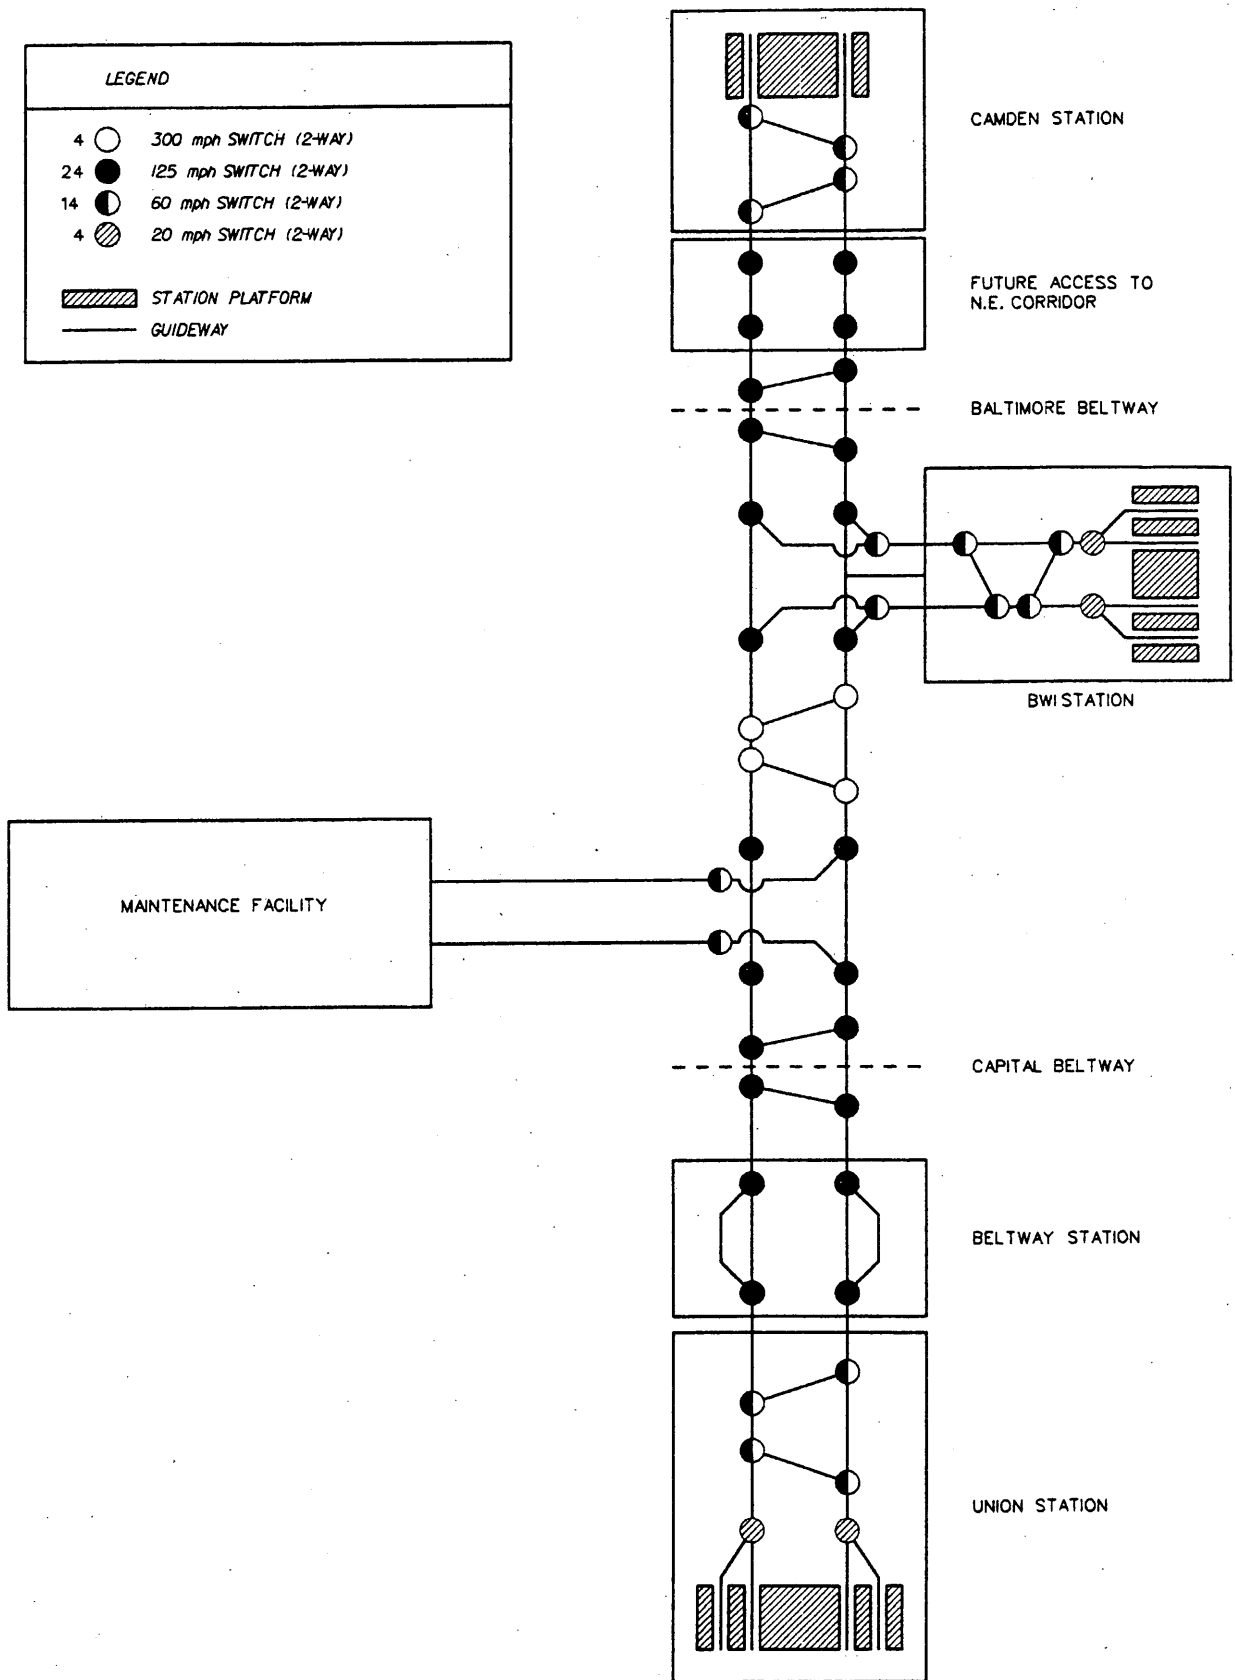 LEGEND
4 300 mph SWITCH (2-WAY)
24 125 mph SWITCH (2-WAY)
14 60 mph SWITCH (2-WAY)
4 20 mph SWITCH (2-WAY)
STATION PLATFORM
GUIDEWAY
CAMDEN STATION
FUTURE ACCESS TO
N.E. CORRIDOR
BALTIMORE BELTWAY
BWI STATION
MAINTENANCE FACILITY
CAPITAL BELTWAY
BELTWAY STATION
UNION STATION